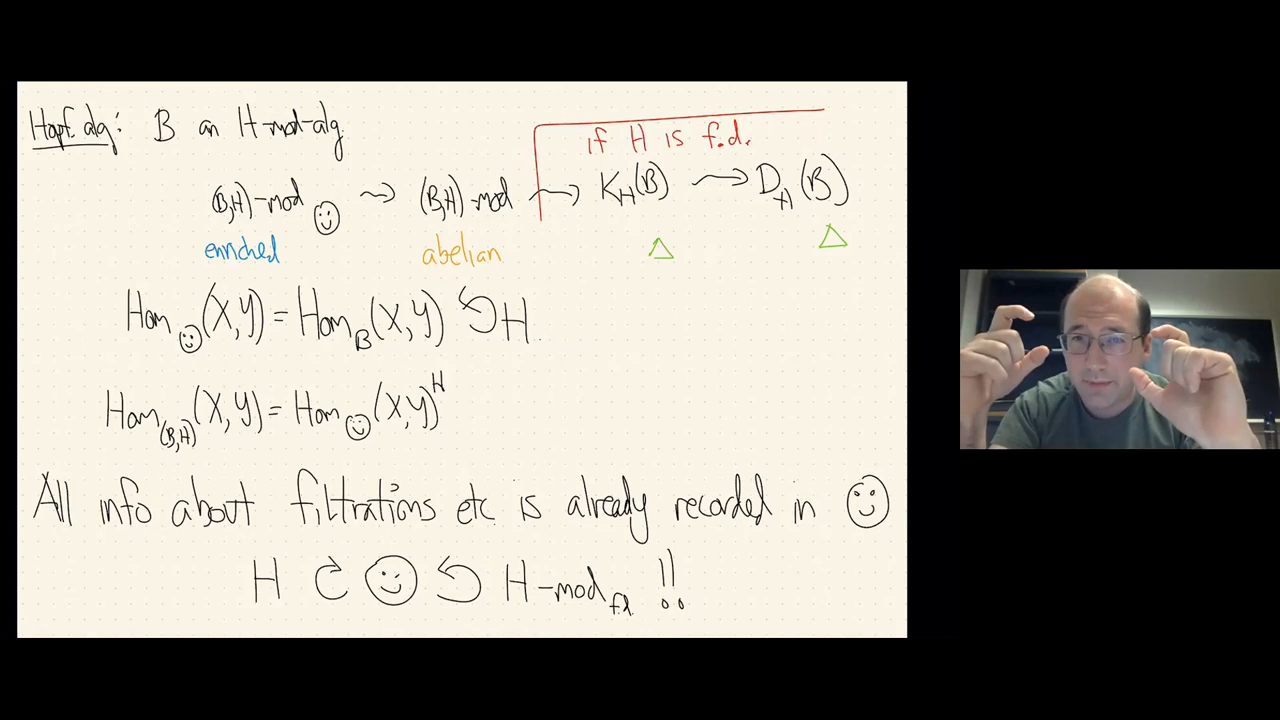 Hopf alg: B an H-mod-alg
if H is f.d.
(B,H)-mod ☺ ⇝ (B,H)-mod ⇝ K_H(B) ⇝ D_H(B)
enriched abelian △ △
Hom_☺(X,Y) = Hom_B(X,Y) ↺ H
Hom_(B,H)(X,Y) = Hom_☺(X,Y)^H
All info about filtrations etc is already recorded in ☺
H ↻ ☺ ↺ H-mod_f.d. !!